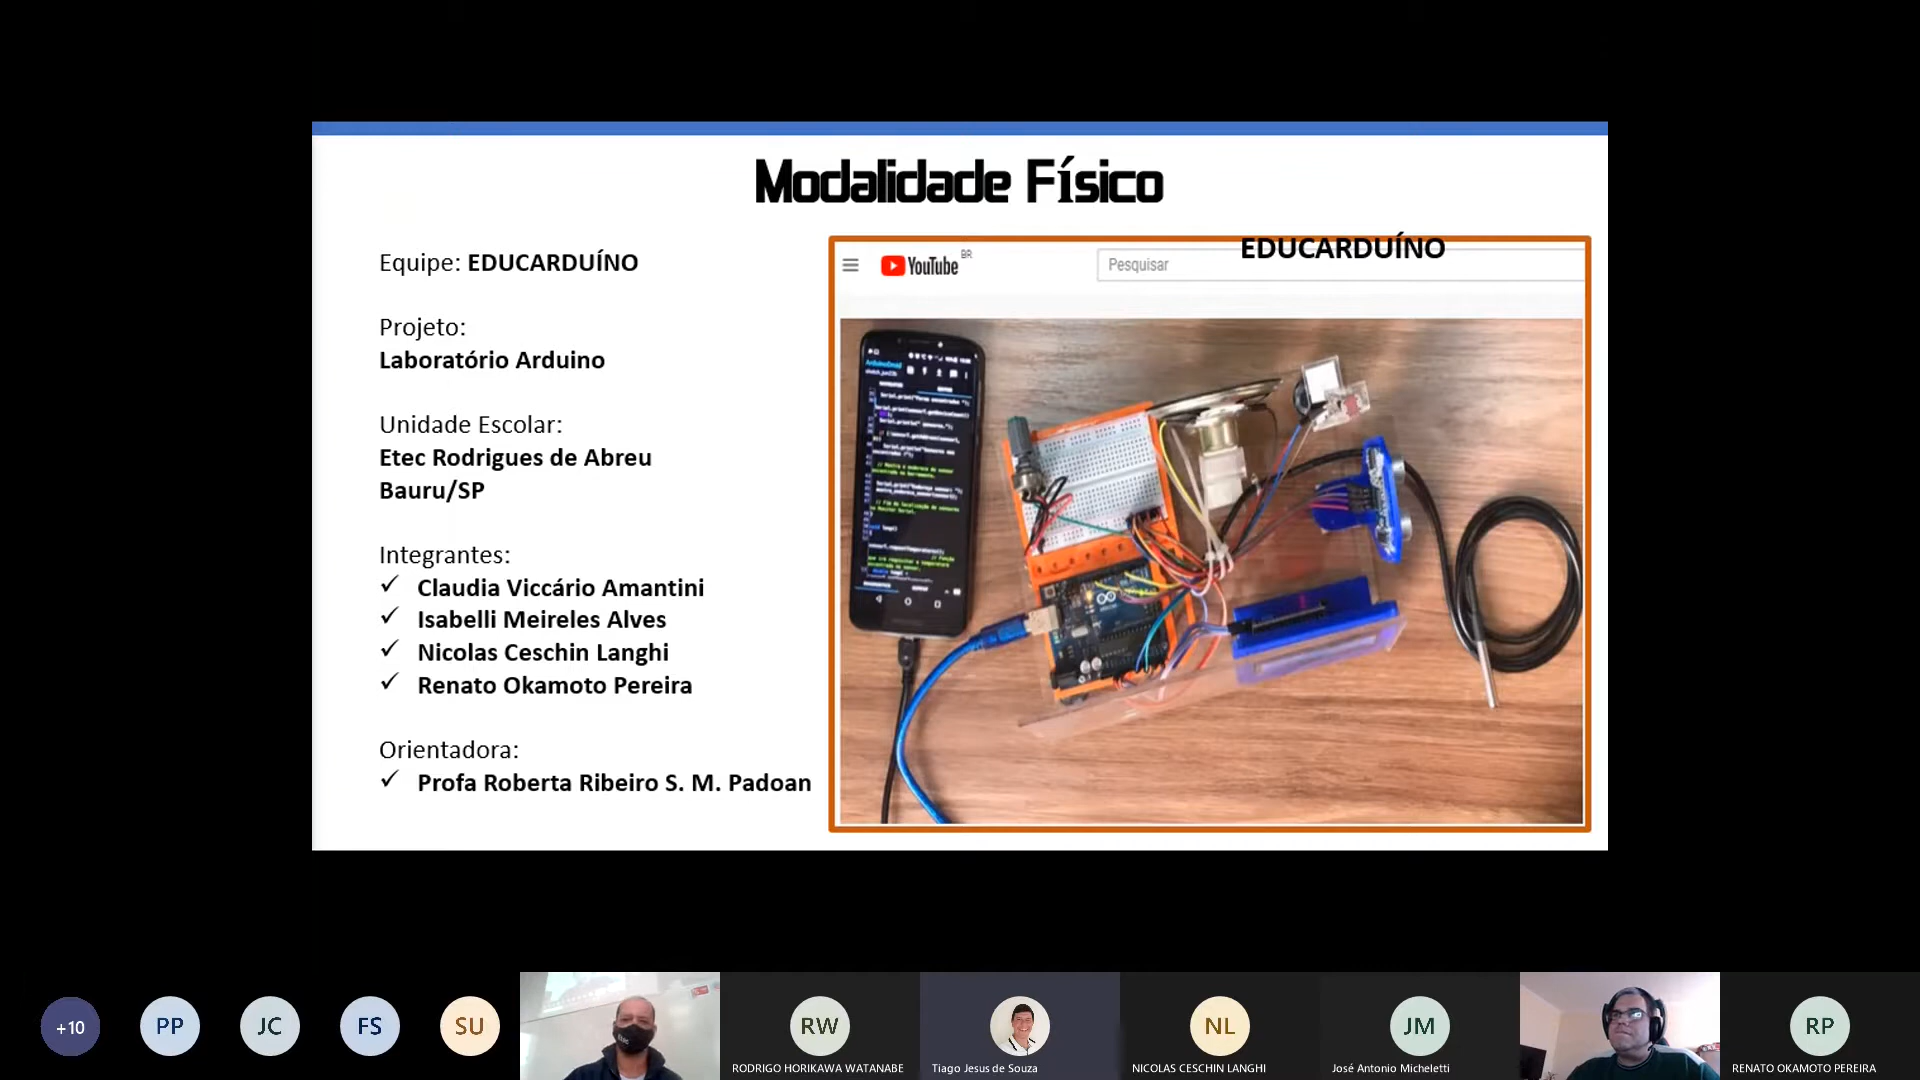 Modalidade Físico
Equipe: EDUCARDUÍNO
Projeto:
Laboratório Arduino
Unidade Escolar:
Etec Rodrigues de Abreu
Bauru/SP
Integrantes:
✓ Claudia Viccário Amantini
✓ Isabelli Meireles Alves
✓ Nicolas Ceschin Langhi
✓ Renato Okamoto Pereira
Orientadora:
✓ Profa Roberta Ribeiro S. M. Padoan
EDUCARDUÍNO
YouTube BR
Pesquisar
+10
PP
JC
FS
SU
RW
RODRIGO HORIKAWA WATANABE
Tiago Jesus de Souza
NL
NICOLAS CESCHIN LANGHI
JM
José Antonio Micheletti
RP
RENATO OKAMOTO PEREIRA